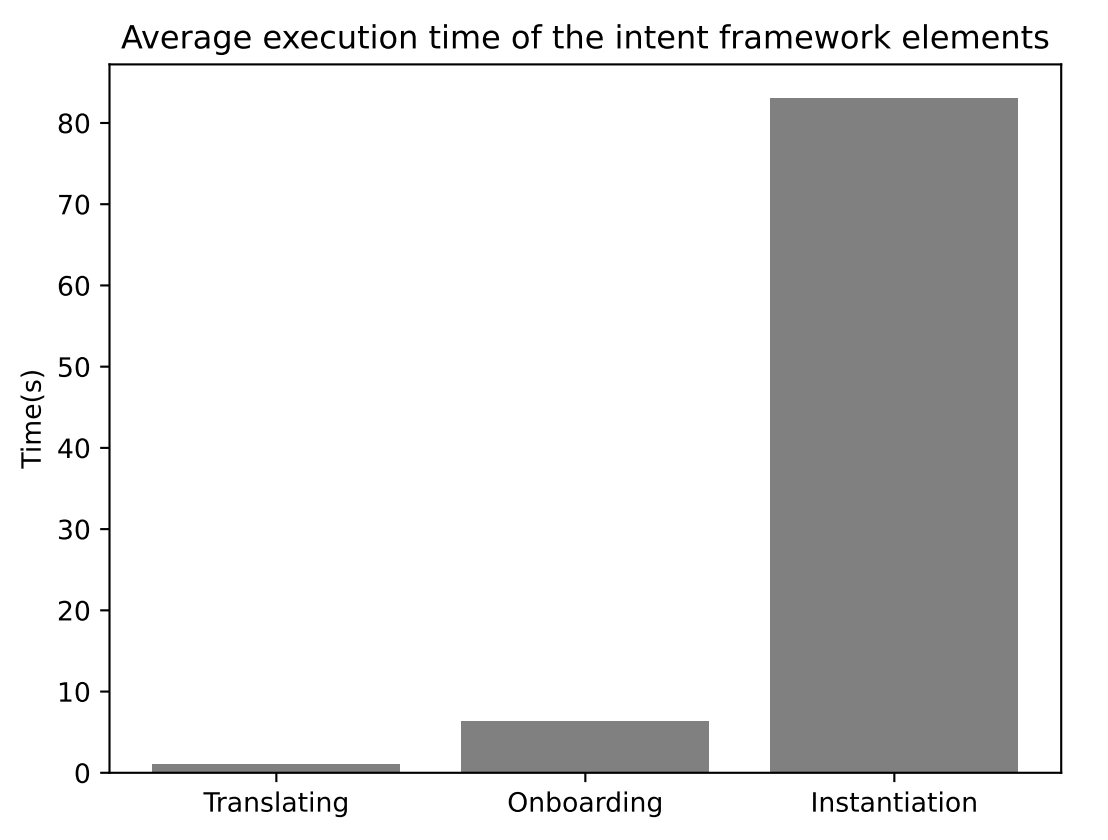 Average execution time of the intent framework elements
80
70
60
50
40
30
20
10
0
Time(s)
Translating
Onboarding
Instantiation